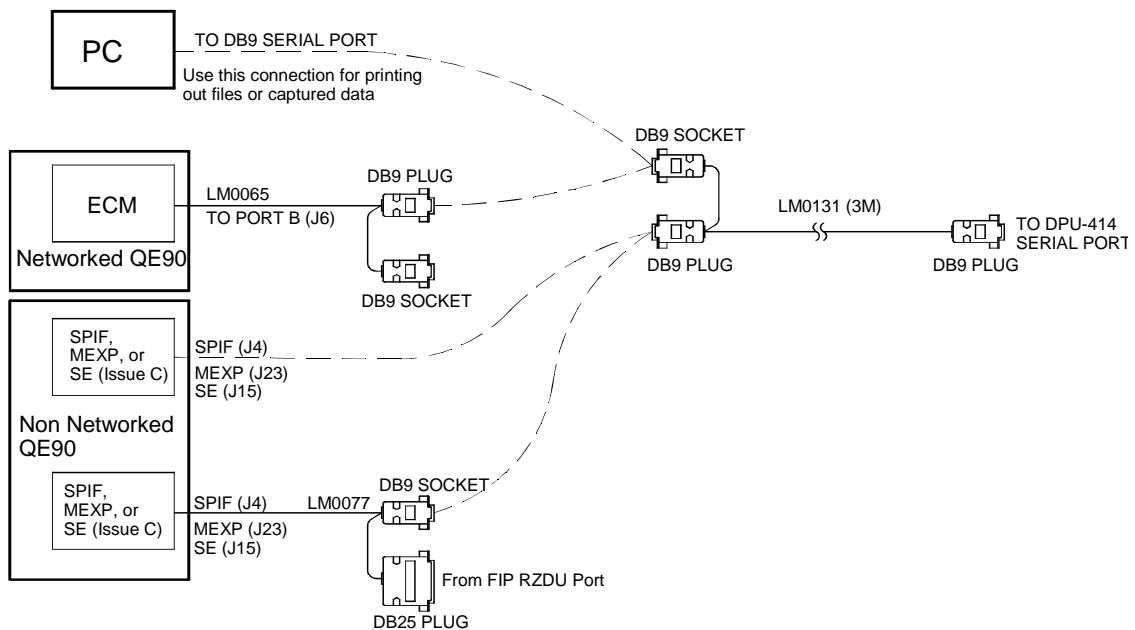 PC
TO DB9 SERIAL PORT
Use this connection for printing
out files or captured data
DB9 SOCKET
ECM
Networked QE90
LM0065
TO PORT B (J6)
DB9 PLUG
DB9 SOCKET
DB9 PLUG
LM0131 (3M)
DB9 PLUG
TO DPU-414
SERIAL PORT
SPIF,
MEXP, or
SE (Issue C)
SPIF (J4)
MEXP (J23)
SE (J15)
Non Networked
QE90
SPIF,
MEXP, or
SE (Issue C)
SPIF (J4)
MEXP (J23)
SE (J15)
LM0077
DB9 SOCKET
From FIP RZDU Port
DB25 PLUG